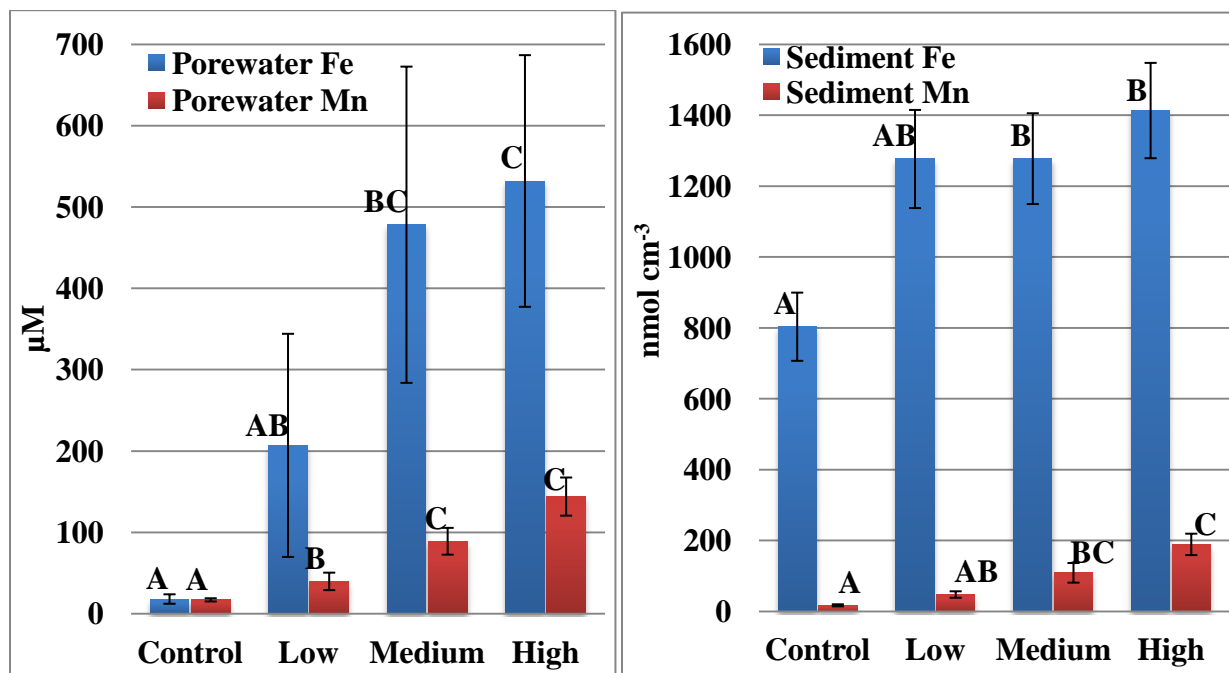 Porewater Fe
Porewater Mn
700
600
500
400
300
200
100
0
µM
A
A
AB
B
BC
C
C
C
Control
Low
Medium
High
Sediment Fe
Sediment Mn
1600
1400
1200
1000
800
600
400
200
0
nmol cm⁻³
A
A
AB
AB
B
BC
B
C
Control
Low
Medium
High